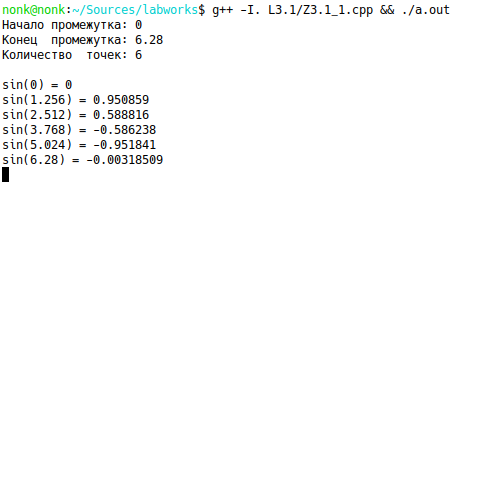 nonk@nonk:~/Sources/labworks$ g++ -I. L3.1/Z3.1_1.cpp && ./a.out
Начало промежутка: 0
Конец  промежутка: 6.28
Количество  точек: 6
sin(0) = 0
sin(1.256) = 0.950859
sin(2.512) = 0.588816
sin(3.768) = -0.586238
sin(5.024) = -0.951841
sin(6.28) = -0.00318509